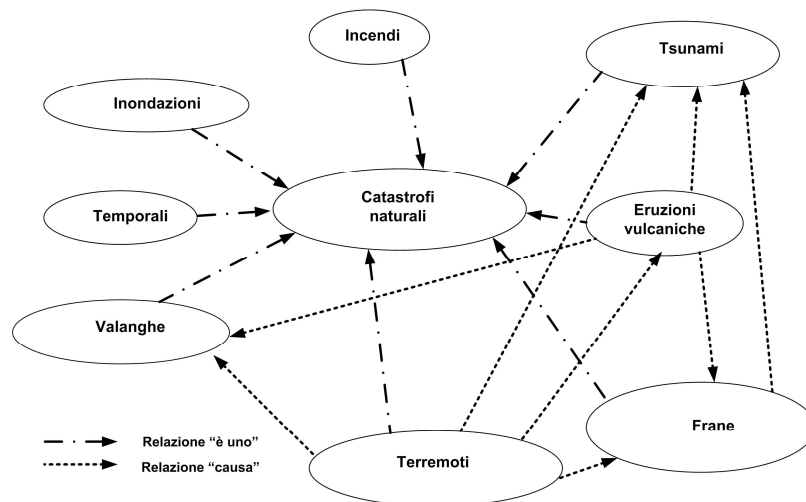 Incendi
Tsunami
Inondazioni
Catastrofi
naturali
Temporali
Eruzioni
vulcaniche
Valanghe
Frane
Terremoti
Relazione “è uno”
Relazione “causa”